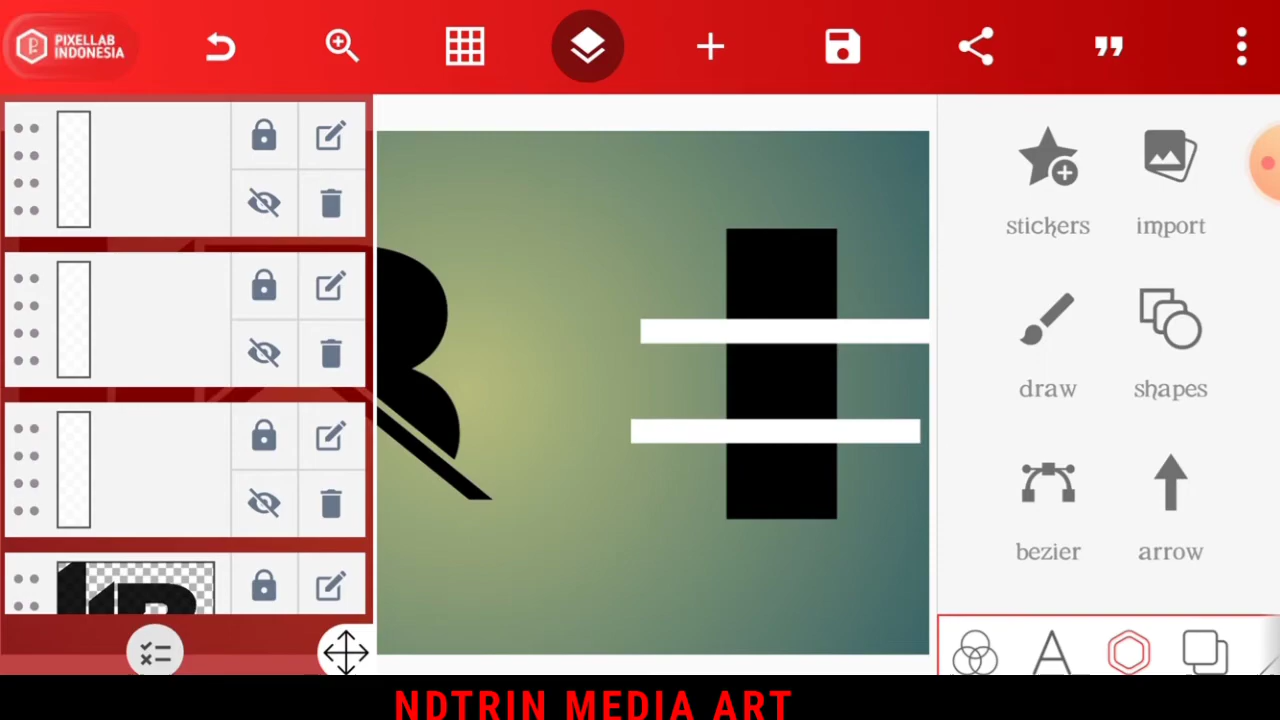 PIXELLAB
INDONESIA
stickers
import
draw
shapes
bezier
arrow
R
NDTRIN MEDIA ART